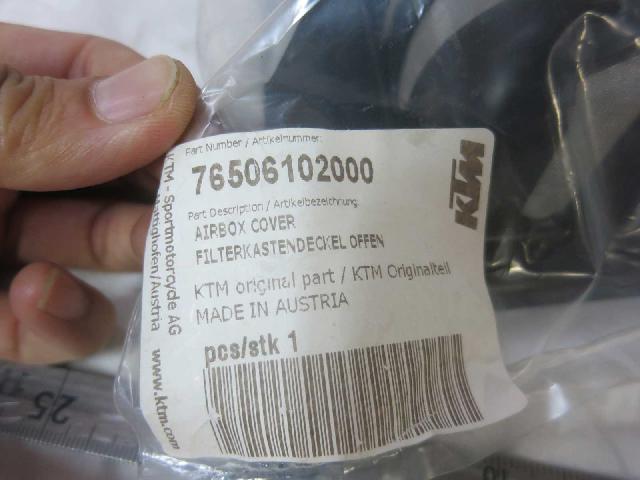 Part Number / Artikelnummer:
76506102000
KTM
Part Description / Artikelbezeichnung:
AIRBOX COVER
FILTERKASTENDECKEL OFFEN
KTM original part / KTM Originalteil
MADE IN AUSTRIA
pcs/stk 1
KTM - Sportmotorcycle AG
Mattighofen/Austria
www.ktm.com
25